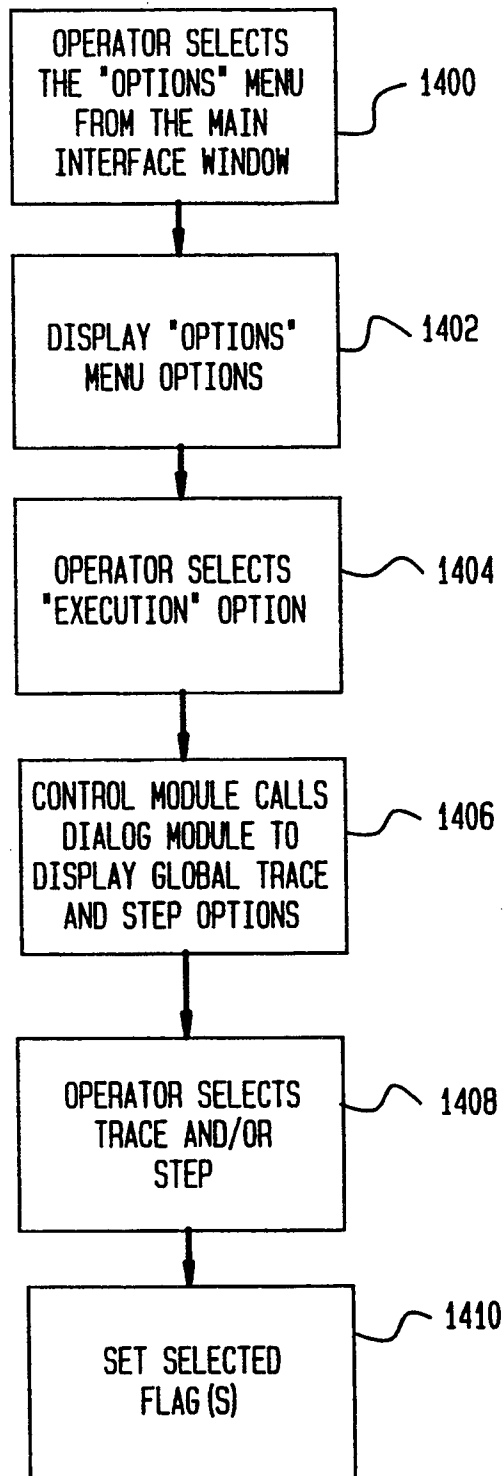 OPERATOR SELECTS
THE "OPTIONS" MENU
FROM THE MAIN
INTERFACE WINDOW
1400
DISPLAY "OPTIONS"
MENU OPTIONS
1402
OPERATOR SELECTS
"EXECUTION" OPTION
1404
CONTROL MODULE CALLS
DIALOG MODULE TO
DISPLAY GLOBAL TRACE
AND STEP OPTIONS
1406
OPERATOR SELECTS
TRACE AND/OR
STEP
1408
SET SELECTED
FLAG(S)
1410